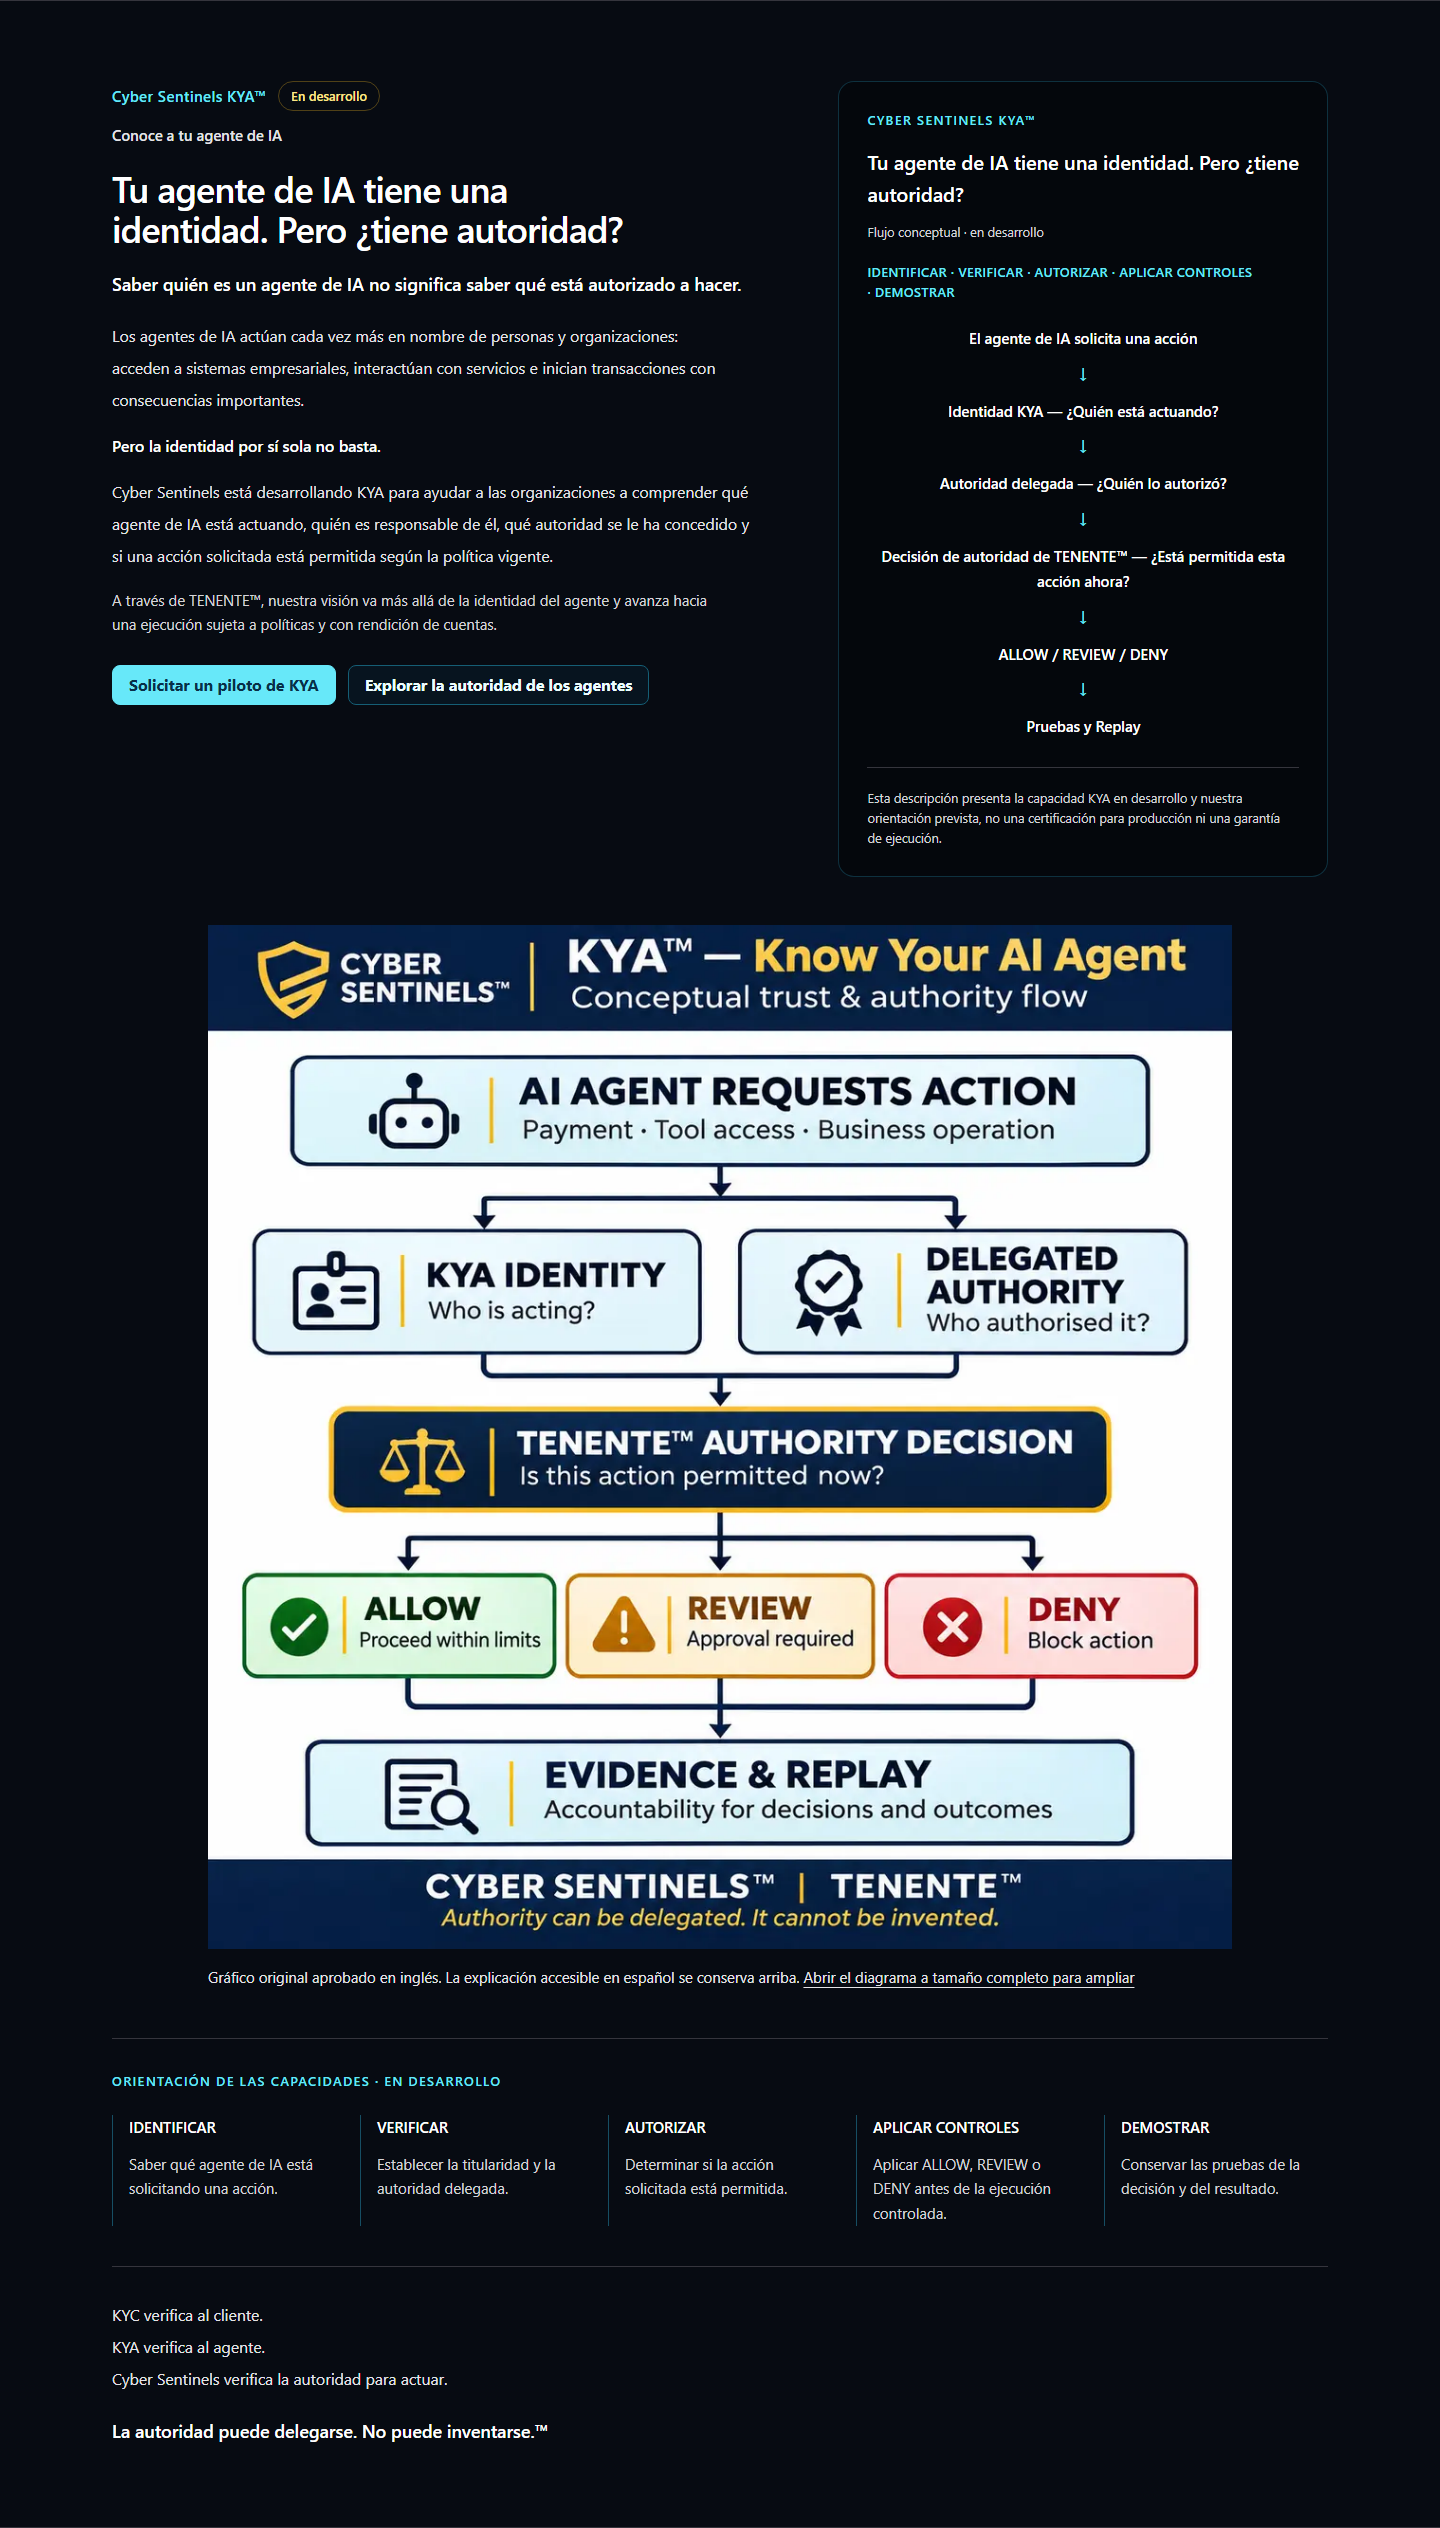 Cyber Sentinels KYA™
En desarrollo
Conoce a tu agente de IA
Tu agente de IA tiene una
identidad. Pero ¿tiene autoridad?
Saber quién es un agente de IA no significa saber qué está autorizado a hacer.
Los agentes de IA actúan cada vez más en nombre de personas y organizaciones:
acceden a sistemas empresariales, interactúan con servicios e inician transacciones con
consecuencias importantes.
Pero la identidad por sí sola no basta.
Cyber Sentinels está desarrollando KYA para ayudar a las organizaciones a comprender qué
agente de IA está actuando, quién es responsable de él, qué autoridad se le ha concedido y
si una acción solicitada está permitida según la política vigente.
A través de TENENTE™, nuestra visión va más allá de la identidad del agente y avanza hacia
una ejecución sujeta a políticas y con rendición de cuentas.
Solicitar un piloto de KYA
Explorar la autoridad de los agentes
CYBER SENTINELS KYA™
Tu agente de IA tiene una identidad. Pero ¿tiene
autoridad?
Flujo conceptual · en desarrollo
IDENTIFICAR · VERIFICAR · AUTORIZAR · APLICAR CONTROLES
· DEMOSTRAR
El agente de IA solicita una acción
↓
Identidad KYA — ¿Quién está actuando?
↓
Autoridad delegada — ¿Quién lo autorizó?
↓
Decisión de autoridad de TENENTE™ — ¿Está permitida esta
acción ahora?
↓
ALLOW / REVIEW / DENY
↓
Pruebas y Replay
Esta descripción presenta la capacidad KYA en desarrollo y nuestra
orientación prevista, no una certificación para producción ni una garantía
de ejecución.
CYBER
SENTINELS™
KYA™ — Know Your AI Agent
Conceptual trust & authority flow
AI AGENT REQUESTS ACTION
Payment · Tool access · Business operation
KYA IDENTITY
Who is acting?
DELEGATED
AUTHORITY
Who authorised it?
TENENTE™ AUTHORITY DECISION
Is this action permitted now?
ALLOW
Proceed within limits
REVIEW
Approval required
DENY
Block action
EVIDENCE & REPLAY
Accountability for decisions and outcomes
CYBER SENTINELS™ | TENENTE™
Authority can be delegated. It cannot be invented.
Gráfico original aprobado en inglés. La explicación accesible en español se conserva arriba. Abrir el diagrama a tamaño completo para ampliar
ORIENTACIÓN DE LAS CAPACIDADES · EN DESARROLLO
IDENTIFICAR
Saber qué agente de IA está
solicitando una acción.
VERIFICAR
Establecer la titularidad y la
autoridad delegada.
AUTORIZAR
Determinar si la acción
solicitada está permitida.
APLICAR CONTROLES
Aplicar ALLOW, REVIEW o
DENY antes de la ejecución
controlada.
DEMOSTRAR
Conservar las pruebas de la
decisión y del resultado.
KYC verifica al cliente.
KYA verifica al agente.
Cyber Sentinels verifica la autoridad para actuar.
La autoridad puede delegarse. No puede inventarse.™